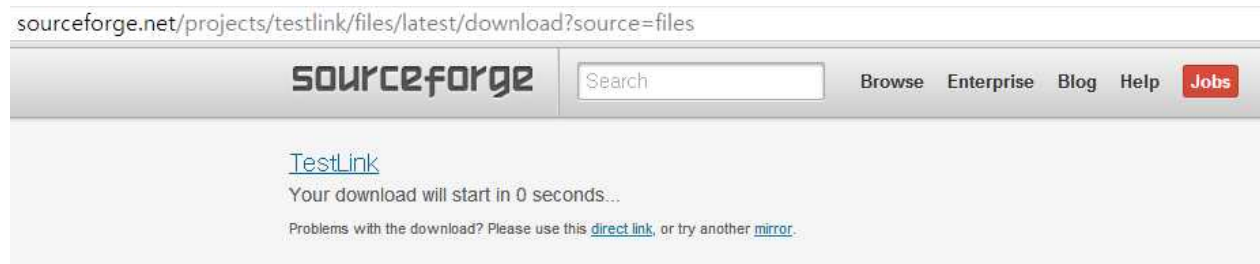 sourceforge.net/projects/testlink/files/latest/download?source=files
sourceforge Search Browse Enterprise Blog Help Jobs
TestLink
Your download will start in 0 seconds...
Problems with the download? Please use this direct link, or try another mirror.